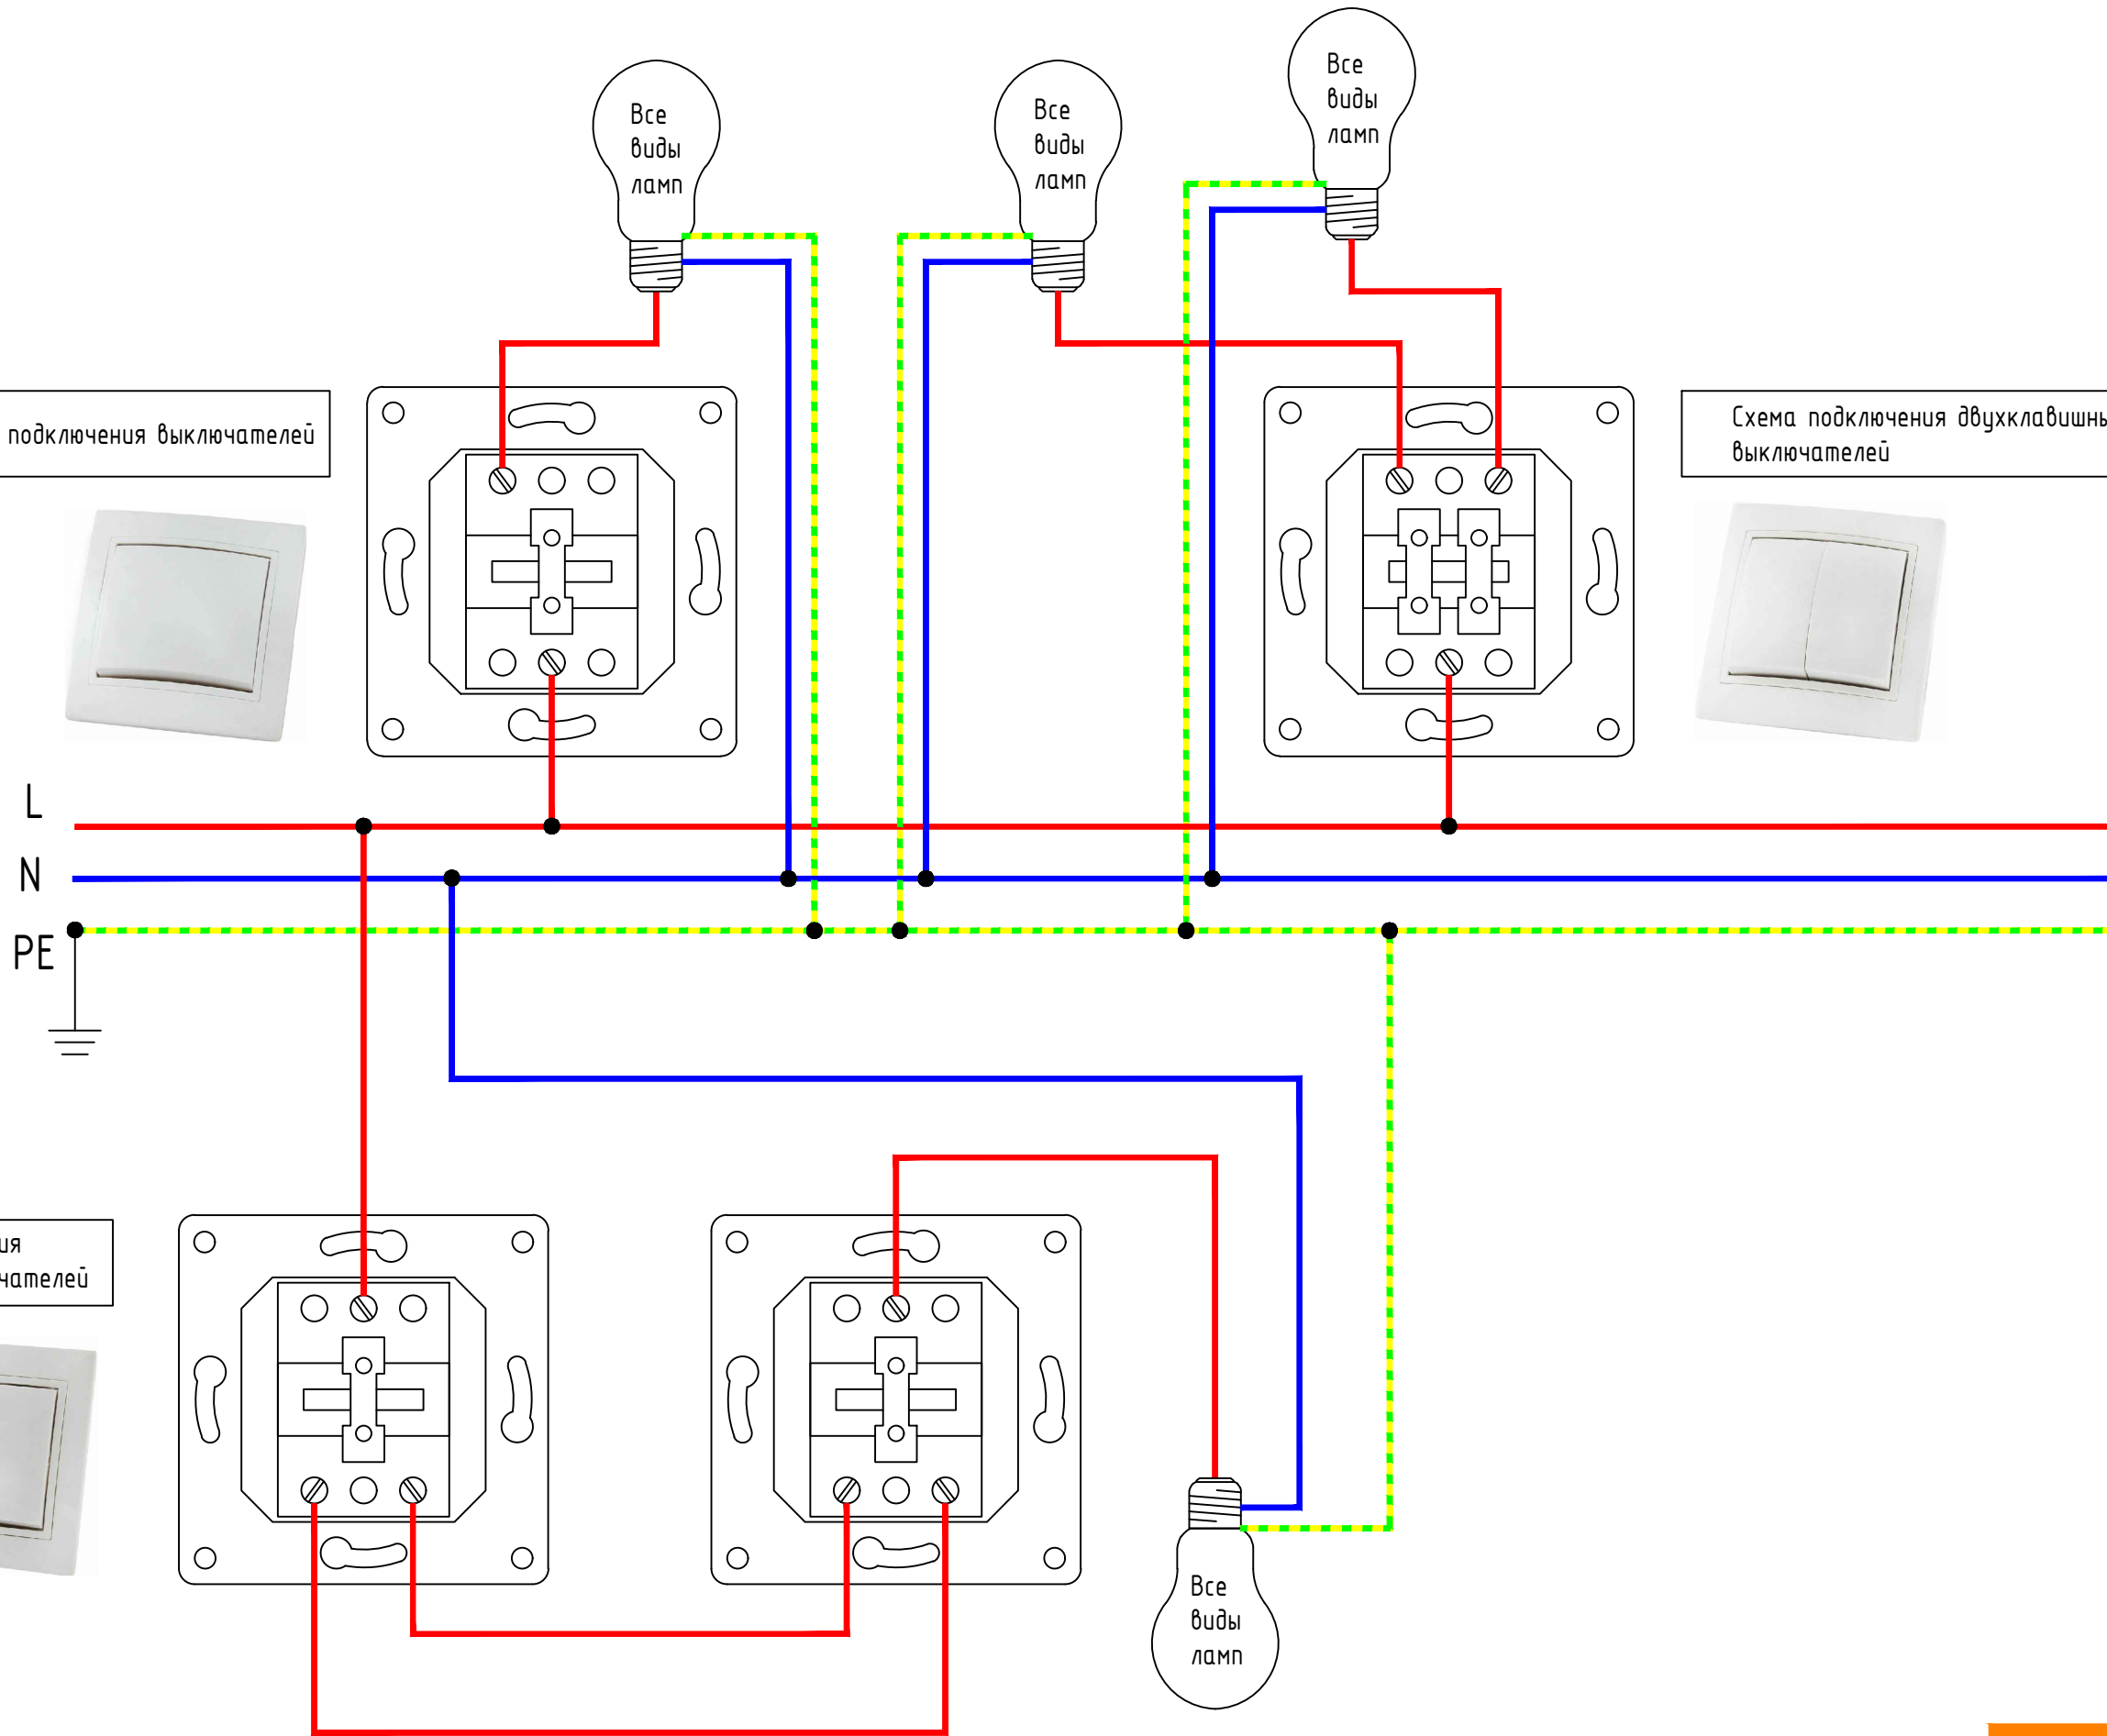 Все
виды
ламп
Все
виды
ламп
Все
виды
ламп
подключения выключателей
Схема подключения двухклавишны
выключателей
L
N
PE
ия
чателей
Все
виды
ламп